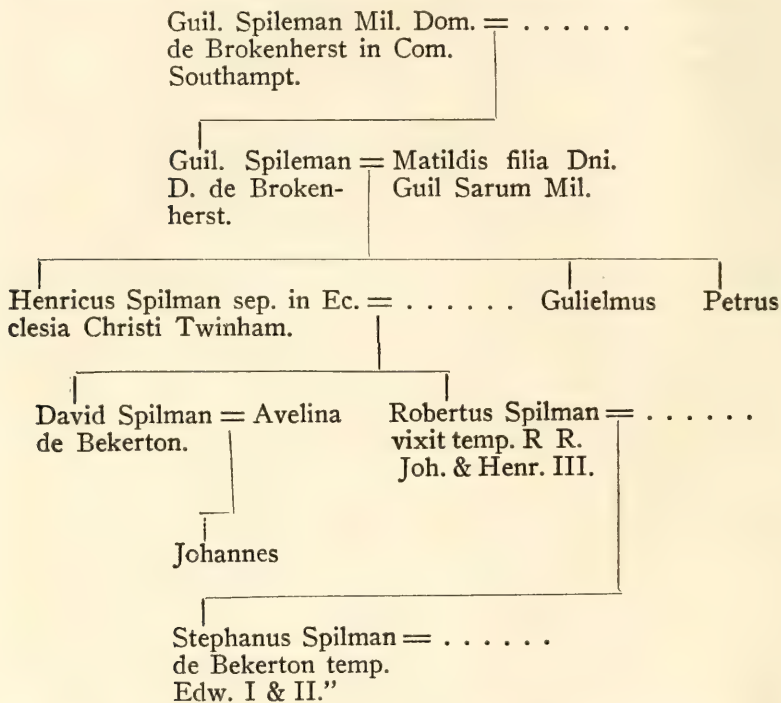 Guil. Spileman Mil. Dom. = . . . . . .
de Brokenherst in Com.
Southampt.
Guil. Spileman = Matildis filia Dni.
D. de Broken- Guil Sarum Mil.
herst.
Henricus Spilman sep. in Ec. = . . . . . . Gulielmus Petrus
clesia Christi Twinham.
David Spilman = Avelina Robertus Spilman = . . . . . .
de Bekerton. vixit temp. R R.
Joh. & Henr. III.
Johannes
Stephanus Spilman = . . . . . .
de Bekerton temp.
Edw. I & II.”